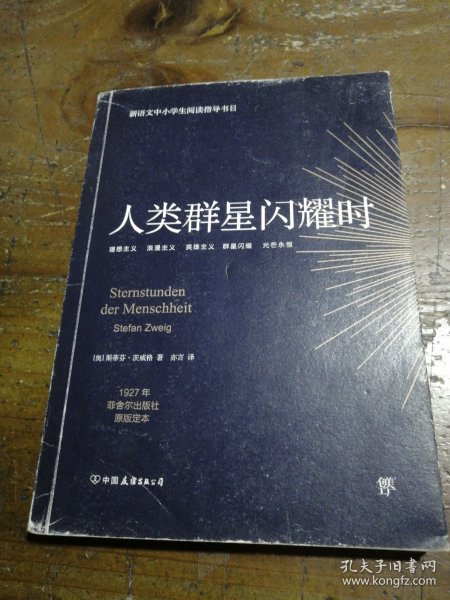 新语文中小学生阅读指导书目
人类群星闪耀时
理想主义 浪漫主义 英雄主义 群星闪耀 光芒永恒
Sternstunden
der Menschheit
Stefan Zweig
[奥]斯蒂芬·茨威格 著 亦言 译
1927年
菲舍尔出版社
原版定本
中国友谊出版公司
孔夫子旧书网
www.kongfz.com